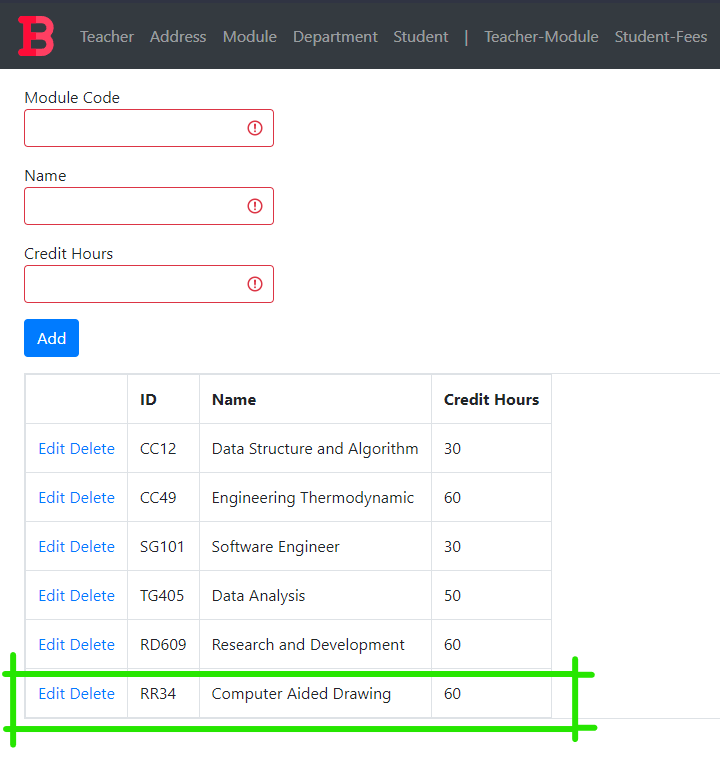 B Teacher Address Module Department Student | Teacher-Module Student-Fees
Module Code
Name
Credit Hours
Add
ID Name Credit Hours
Edit Delete CC12 Data Structure and Algorithm 30
Edit Delete CC49 Engineering Thermodynamic 60
Edit Delete SG101 Software Engineer 30
Edit Delete TG405 Data Analysis 50
Edit Delete RD609 Research and Development 60
Edit Delete RR34 Computer Aided Drawing 60